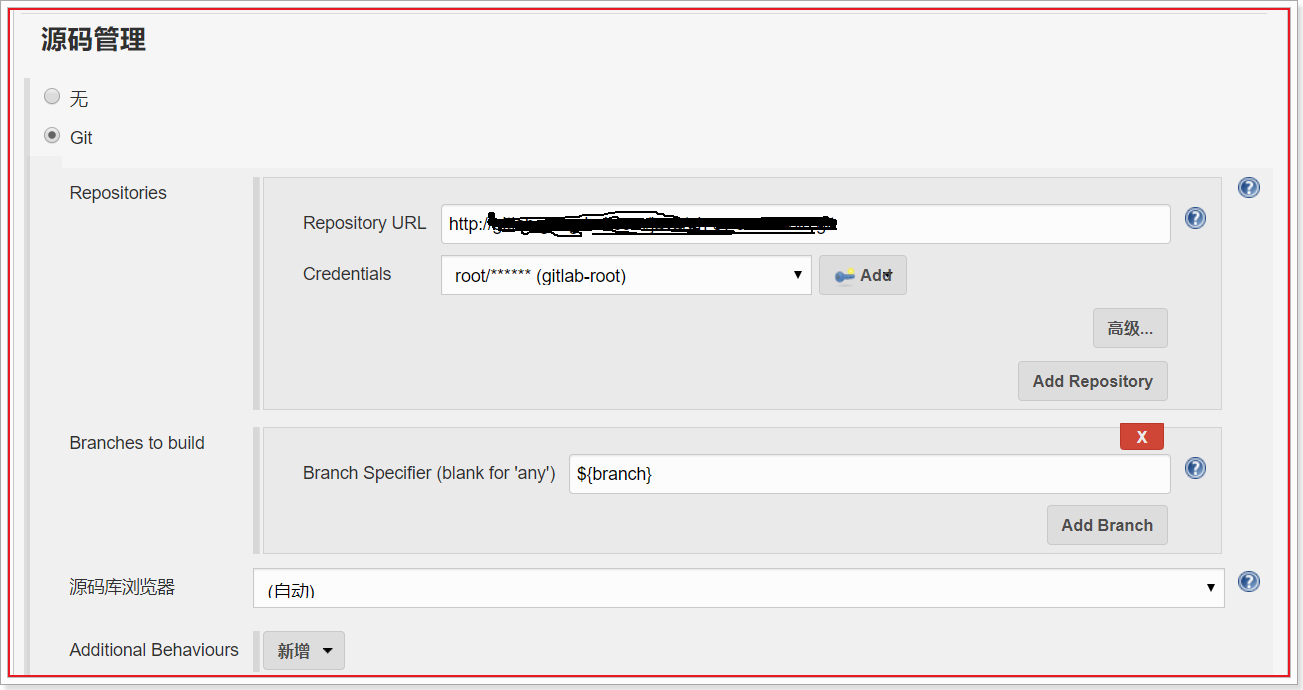 源码管理
无
Git
Repositories
Repository URL http:/
Credentials root/****** (gitlab-root) Add
高级...
Add Repository
Branches to build
X
Branch Specifier (blank for 'any') ${branch}
Add Branch
源码库浏览器 (自动)
Additional Behaviours 新增